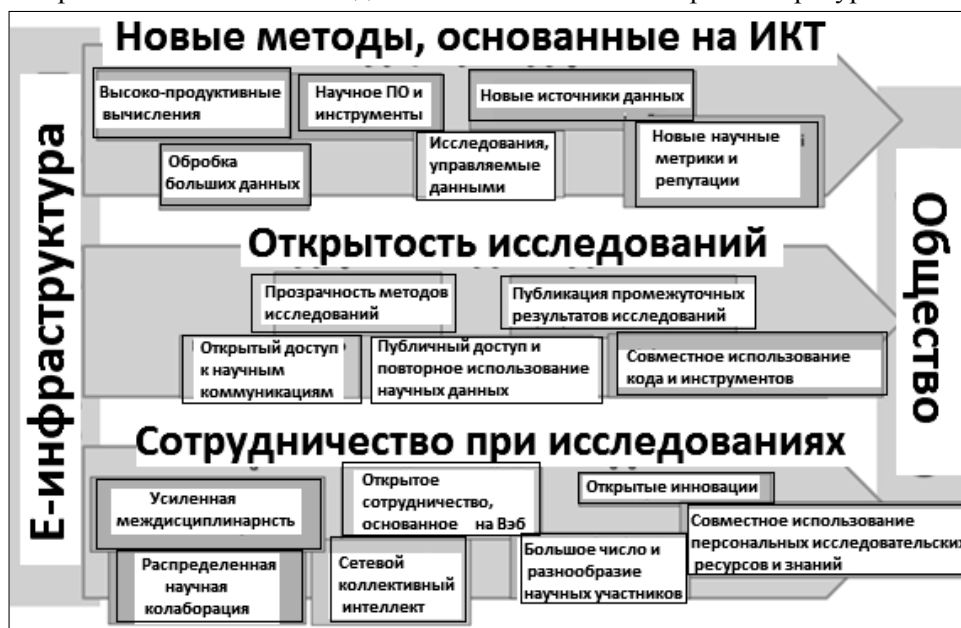 Новые методы, основанные на ИКТ
Высоко-продуктивные
вычисления
Научное ПО и
инструменты
Новые источники данных
Обробка
больших данных
Исследования,
управляемые
данными
Новые научные
метрики и
репутации
Е-инфраструктура
Общество
Открытость исследований
Прозрачность методов
исследований
Публикация промежуточных
результатов исследований
Открытый доступ
к научным
коммуникациям
Публичный доступ и
повторное использование
научных данных
Совместное использование
кода и инструментов
Сотрудничество при исследованиях
Усиленная
междисциплинарнсть
Открытое
сотрудничество,
основанное на Вэб
Открытые инновации
Распределенная
научная
колаборация
Сетевой
коллективный
интеллект
Большое число и
разнообразие
научных участников
Совместное использование
персональных исследовательских
ресурсов и знаний